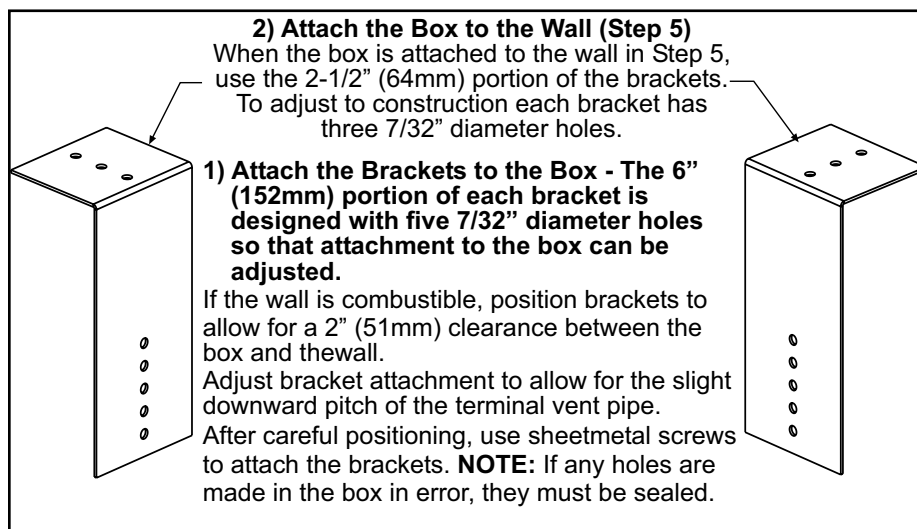 2) Attach the Box to the Wall (Step 5)
When the box is attached to the wall in Step 5,
use the 2-1/2” (64mm) portion of the brackets.
To adjust to construction each bracket has
three 7/32” diameter holes.
1) Attach the Brackets to the Box - The 6”
(152mm) portion of each bracket is
designed with five 7/32” diameter holes
so that attachment to the box can be
adjusted.
If the wall is combustible, position brackets to
allow for a 2” (51mm) clearance between the
box and thewall.
Adjust bracket attachment to allow for the slight
downward pitch of the terminal vent pipe.
After careful positioning, use sheetmetal screws
to attach the brackets. NOTE: If any holes are
made in the box in error, they must be sealed.